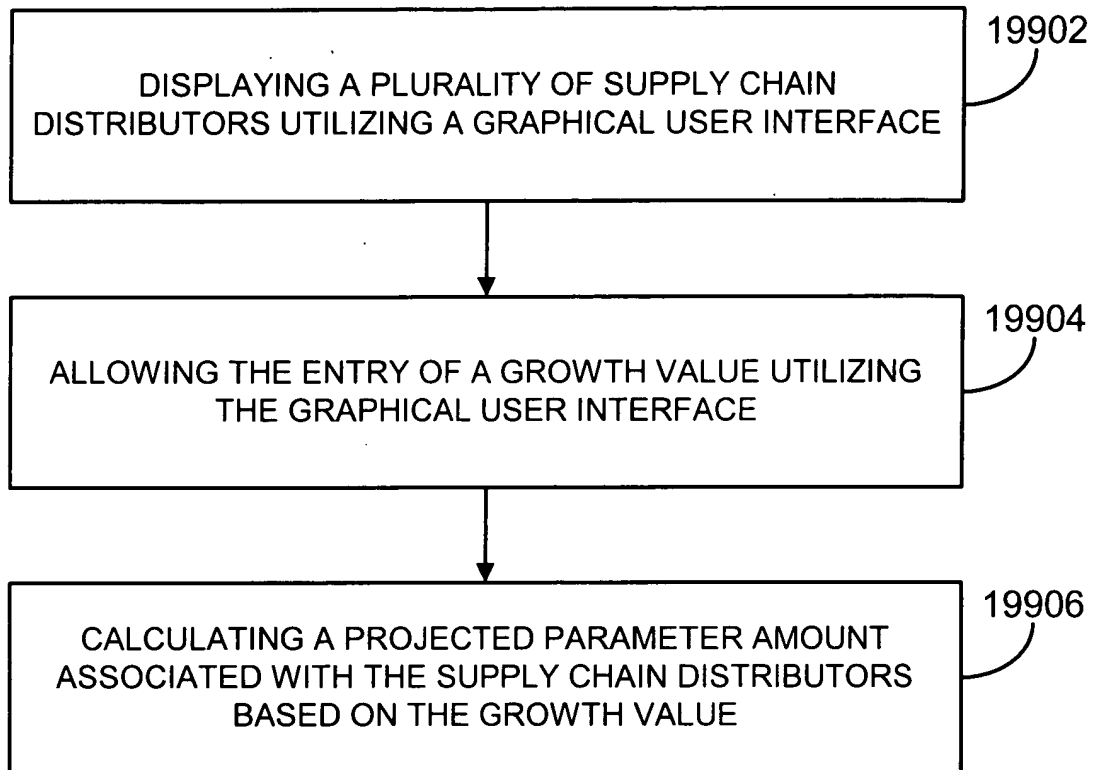 19902
DISPLAYING A PLURALITY OF SUPPLY CHAIN
DISTRIBUTORS UTILIZING A GRAPHICAL USER INTERFACE
19904
ALLOWING THE ENTRY OF A GROWTH VALUE UTILIZING
THE GRAPHICAL USER INTERFACE
19906
CALCULATING A PROJECTED PARAMETER AMOUNT
ASSOCIATED WITH THE SUPPLY CHAIN DISTRIBUTORS
BASED ON THE GROWTH VALUE